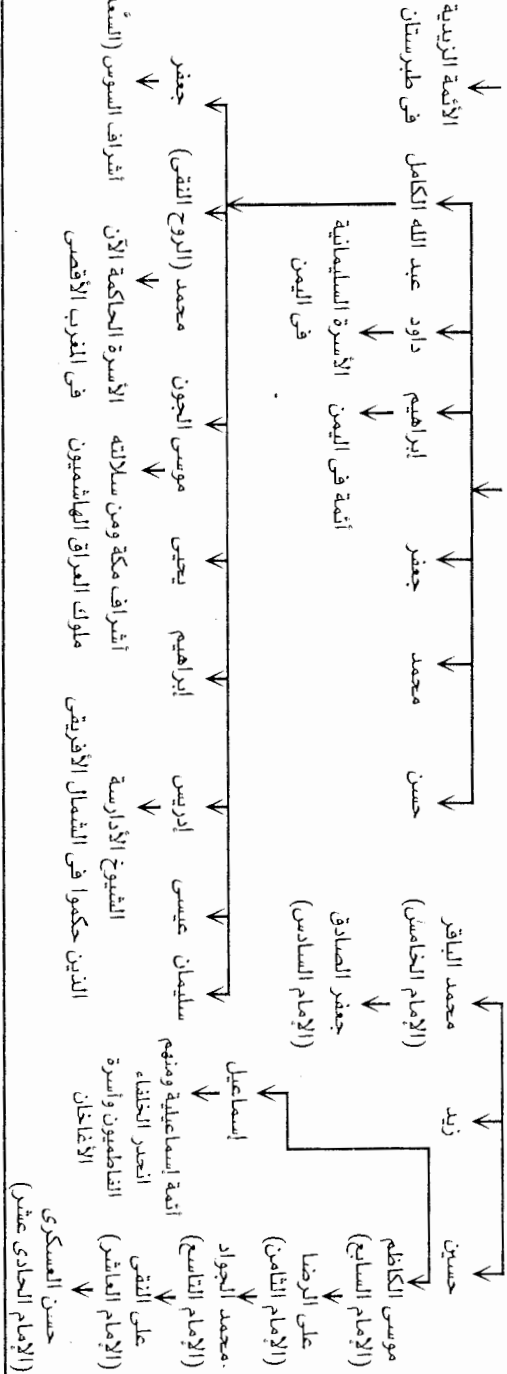 الأئمة الزيدية
فى طبرستان
عبد الله الكامل
داود
الأسرة السليمانية
فى اليمن
إبراهيم
أئمة فى اليمن
جعفر
محمد
حسن
جعفر
أشراف السوس (السعد
محمد (الروح النقى)
الأسرة الحاكمة الآن
فى المغرب الأقصى
موسى الجون
أشراف مكة ومن سلالته
ملوك العراق الهاشميون
يحيى
إبراهيم
إدريس
الشيوخ الأدارسة
الذين حكموا فى الشمال الأفريقى
عيسى
سليمان
محمد الباقر
(الإمام الخامس)
جعفر الصادق
(الإمام السادس)
زيد
حسين
إسماعيل
أئمة إسماعيلية ومنهم
انحدر الخلفاء
الفاطميون وأسرة
الأغاخان
موسى الكاظم
(الإمام السابع)
على الرضا
(الإمام الثامن)
محمد الجواد
(الإمام التاسع)
على النقى
(الإمام العاشر)
حسن العسكرى
(الإمام الحادى عشر)